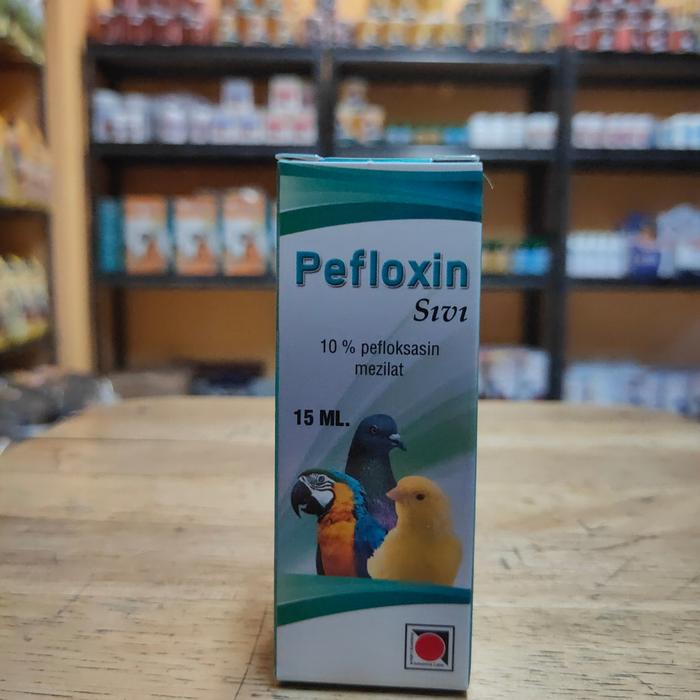 Pefloxin
Sıvı
10 % pefloksasin
mezilat
15 ML.